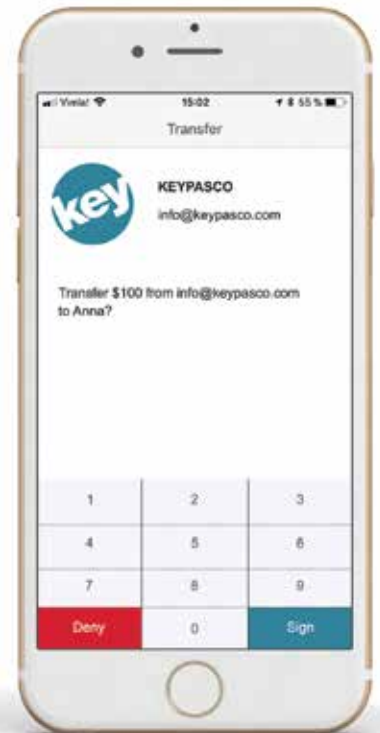 Vivela! 15:02 55 %
Transfer
key
KEYPASCO
info@keypasco.com
Transfer $100 from info@keypasco.com
to Anna?
1 2 3
4 5 6
7 8 9
Deny 0 Sign